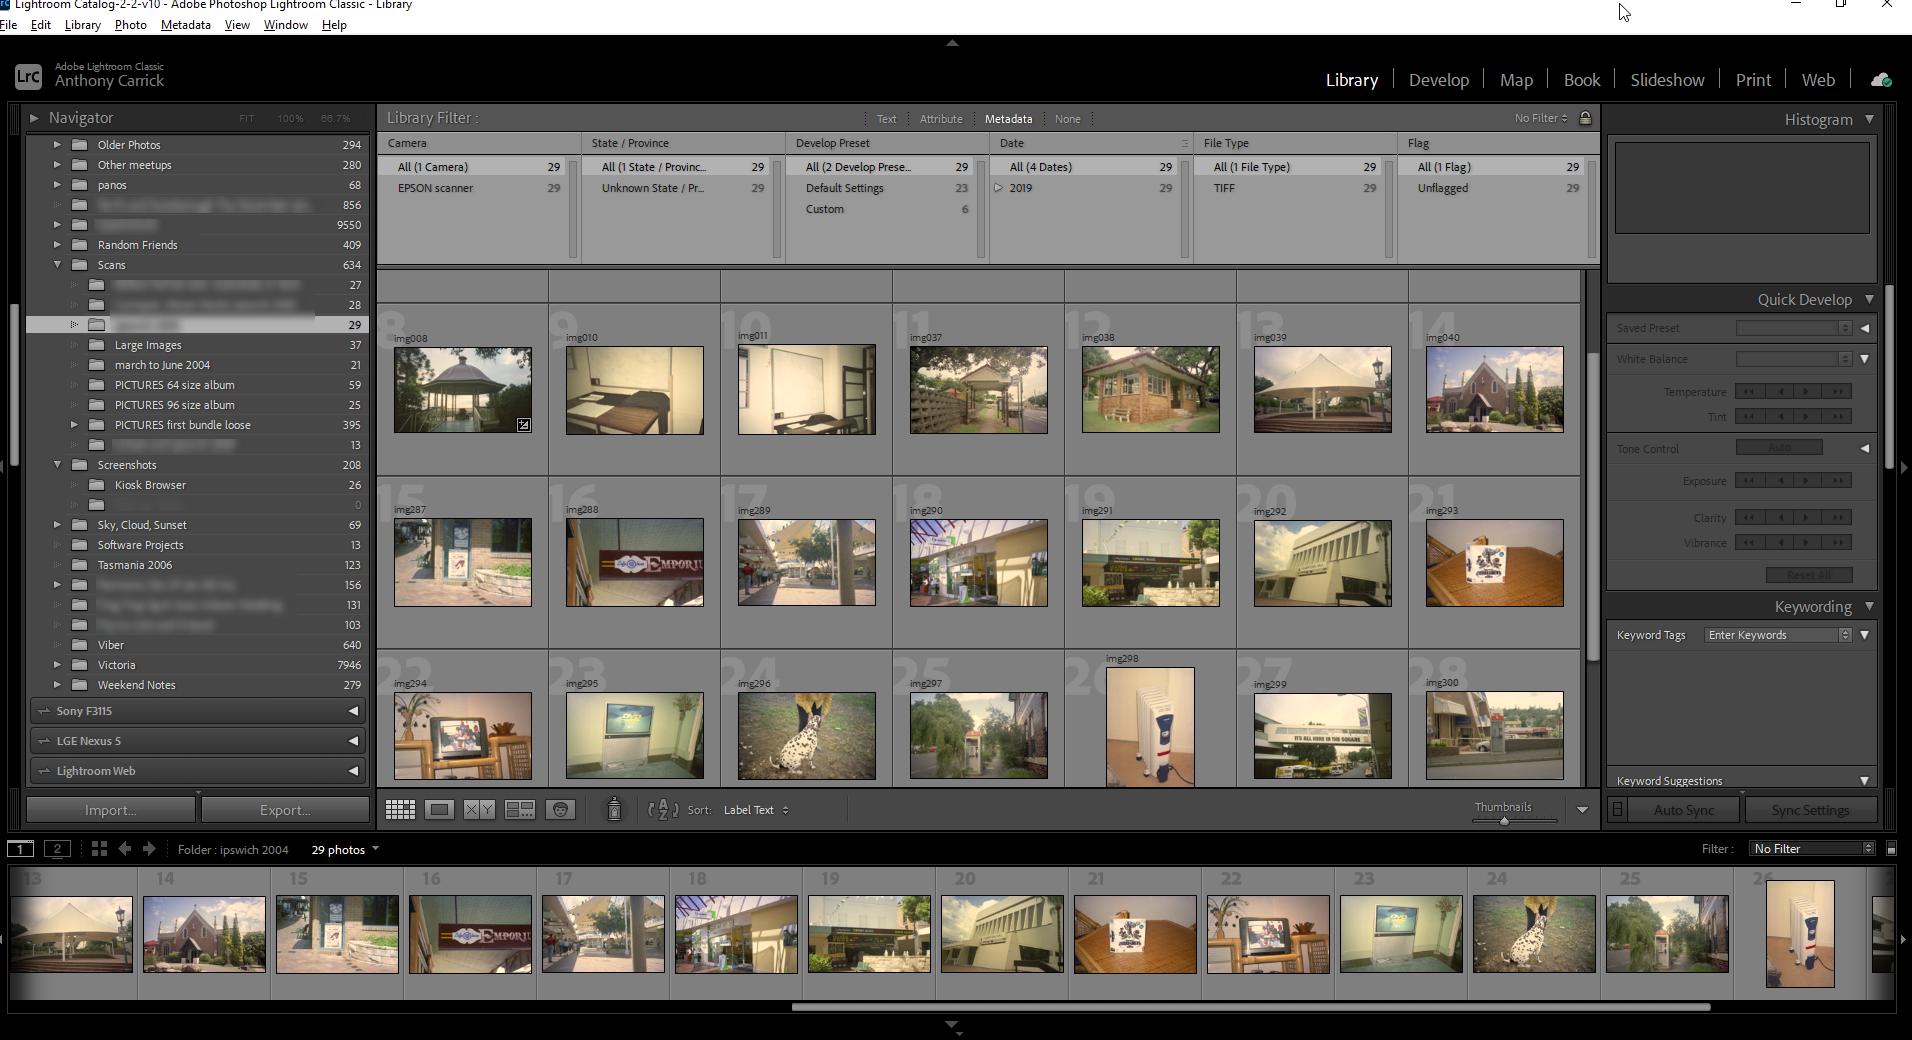 Lightroom Catalog-2-2-v10 - Adobe Photoshop Lightroom Classic - Library
File Edit Library Photo Metadata View Window Help
LrC
Adobe Lightroom Classic
Anthony Carrick
Library Develop Map Book Slideshow Print Web
Navigator FIT 100% 66.7%
Older Photos 294
Other meetups 280
panos 68
856
9550
Random Friends 409
Scans 634
27
28
29
Large Images 37
march to June 2004 21
PICTURES 64 size album 59
PICTURES 96 size album 25
PICTURES first bundle loose 395
13
Screenshots 208
Kiosk Browser 26
0
Sky, Cloud, Sunset 69
Software Projects 13
Tasmania 2006 123
156
131
103
Viber 640
Victoria 7946
Weekend Notes 279
Sony F3115
LGE Nexus 5
Lightroom Web
Import... Export...
Library Filter : Text Attribute Metadata None No Filter
Camera State / Province Develop Preset Date File Type Flag
All (1 Camera) 29 All (1 State / Provinc... 29 All (2 Develop Prese... 29 All (4 Dates) 29 All (1 File Type) 29 All (1 Flag) 29
EPSON scanner 29 Unknown State / Pr... 29 Default Settings 23 2019 29 TIFF 29 Unflagged 29
Custom 6
8 9 10 11 12 13 14
img008 img010 img011 img037 img038 img039 img040
15 16 17 18 19 20 21
img287 img288 img289 img290 img291 img292 img293
EMPORIU
22 23 24 25 26 27 28
img294 img295 img296 img297 img298 img299 img300
DVD
IT'S ALL HERE IN THE SQUARE
Sort: Label Text
Thumbnails
Histogram
Quick Develop
Saved Preset
White Balance
Temperature
Tint
Tone Control Auto
Exposure
Clarity
Vibrance
Reset All
Keywording
Keyword Tags Enter Keywords
Keyword Suggestions
Auto Sync Sync Settings
1 2 Folder : ipswich 2004 29 photos Filter : No Filter
13 14 15 16 17 18 19 20 21 22 23 24 25 26
EMPORIU